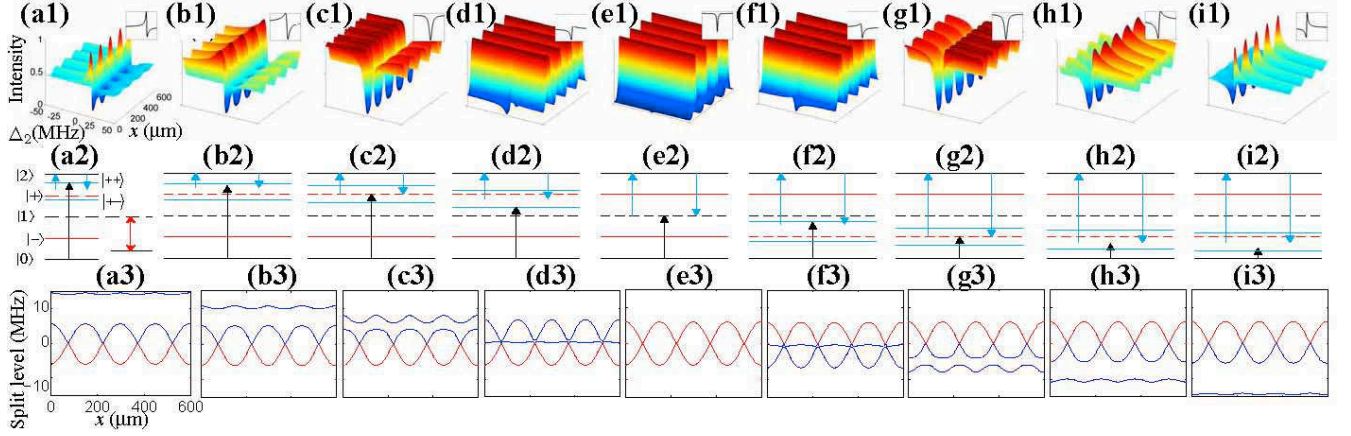 (a1) (b1) (c1) (d1) (e1) (f1) (g1) (h1) (i1)
Intensity
1
0.5
0
-50
-25
0
25
50
0
200
400
600
Δ₂(MHz)
x (μm)
(a2) (b2) (c2) (d2) (e2) (f2) (g2) (h2) (i2)
|2⟩
|++⟩
|+⟩
|+-⟩
|1⟩
|-⟩
|0⟩
(a3) (b3) (c3) (d3) (e3) (f3) (g3) (h3) (i3)
Split level (MHz)
10
0
-10
0 200 400 600
x (μm)